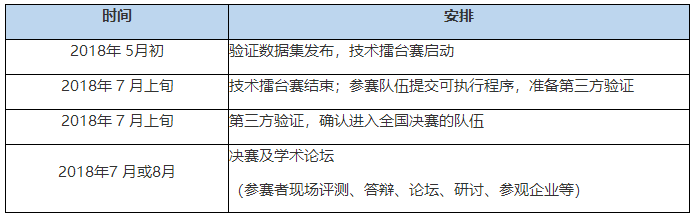 时间 安排
2018年 5月初 验证数据集发布，技术擂台赛启动
2018年 7 月上旬 技术擂台赛结束；参赛队伍提交可执行程序，准备第三方验证
2018年 7 月上旬 第三方验证，确认进入全国决赛的队伍
2018年7 月或8月 决赛及学术论坛
（参赛者现场评测、答辩、论坛、研讨、参观企业等）